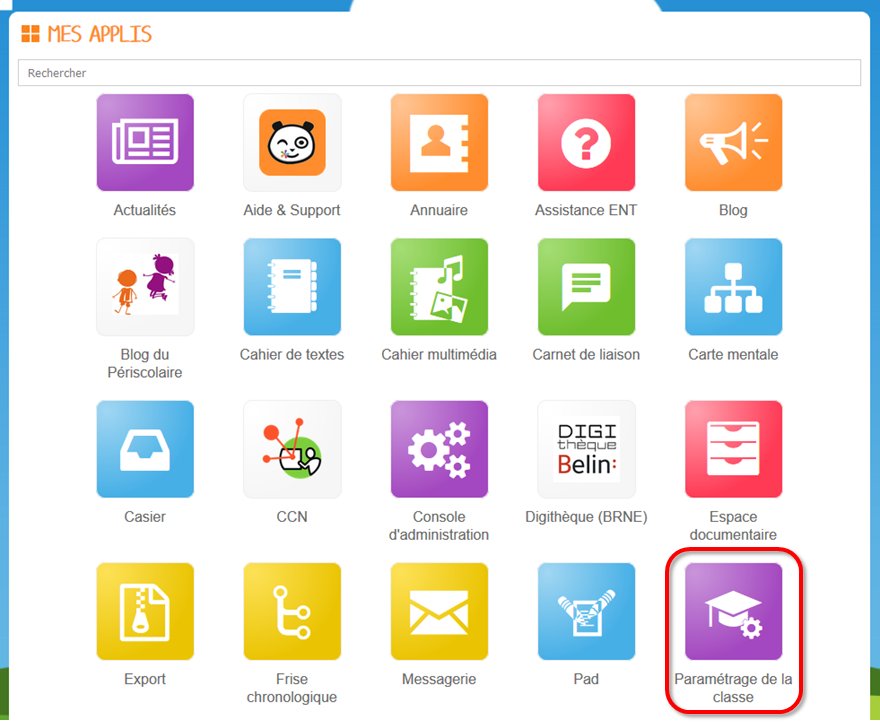 MES APPLIS
Rechercher
Actualités
Aide & Support
Annuaire
Assistance ENT
Blog
Blog du
Périscolaire
Cahier de textes
Cahier multimédia
Carnet de liaison
Carte mentale
Casier
CCN
Console
d'administration
DIGI
thèque
Belin:
Digithèque (BRNE)
Espace
documentaire
Export
Frise
chronologique
Messagerie
Pad
Paramétrage de la
classe